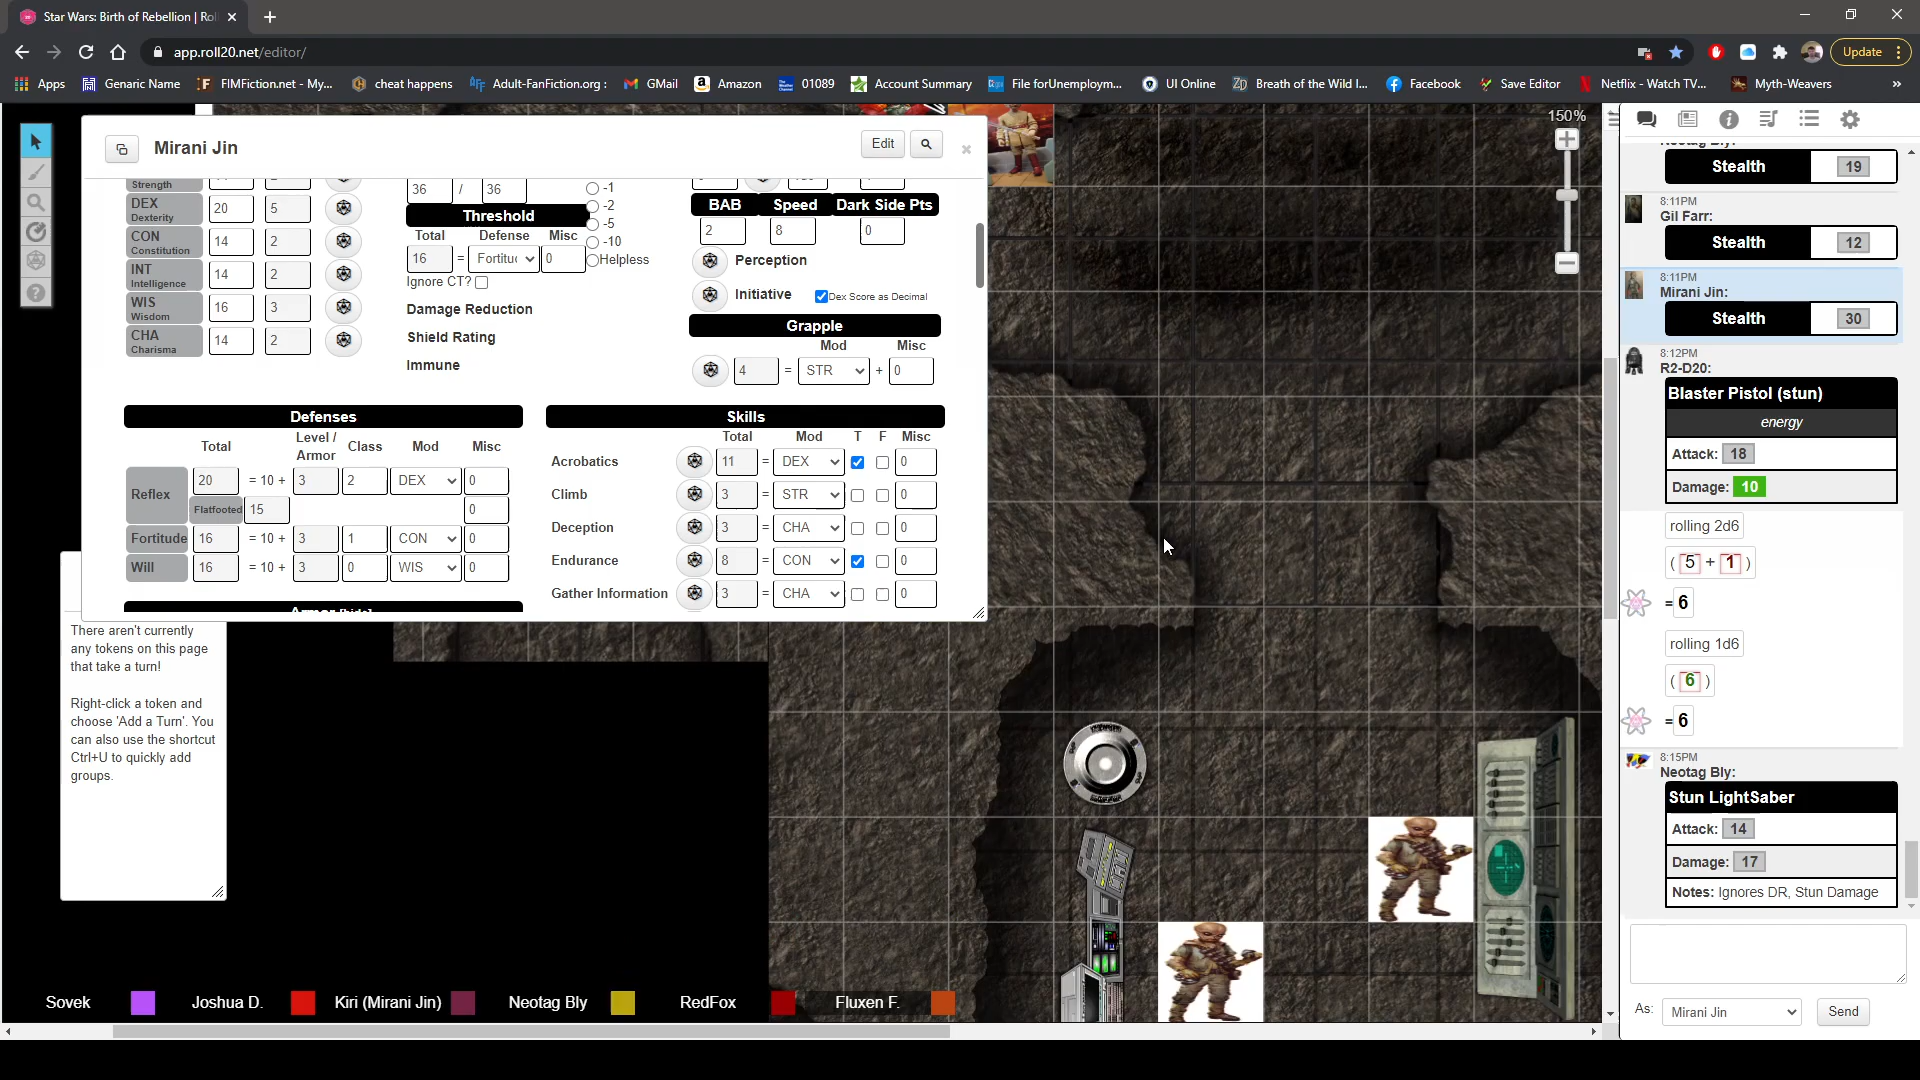 Star Wars: Birth of Rebellion | Rol
app.roll20.net/editor/
Update
Apps
Genaric Name
FIMFiction.net - My...
cheat happens
Adult-FanFiction.org :
GMail
Amazon
01089
Account Summary
File forUnemploym...
UI Online
Breath of the Wild I...
Facebook
Save Editor
Netflix - Watch TV...
Myth-Weavers
»
150%
Mirani Jin
Edit
Strength
DEX
Dexterity
20
5
CON
Constitution
14
2
INT
Intelligence
14
2
WIS
Wisdom
16
3
CHA
Charisma
14
2
36 / 36
Threshold
Total Defense Misc
16 = Fortituc 0
Ignore CT?
Damage Reduction
Shield Rating
Immune
-1
-2
-5
-10
Helpless
BAB Speed Dark Side Pts
2 8 0
Perception
Initiative
Dex Score as Decimal
Grapple
Mod Misc
4 = STR + 0
Defenses
Total Level / Armor Class Mod Misc
Reflex 20 = 10 + 3 2 DEX 0
Flatfooted 15 0
Fortitude 16 = 10 + 3 1 CON 0
Will 16 = 10 + 3 0 WIS 0
Armor [hide]
Skills
Total Mod T F Misc
Acrobatics 11 = DEX 0
Climb 3 = STR 0
Deception 3 = CHA 0
Endurance 8 = CON 0
Gather Information 3 = CHA 0
There aren't currently
any tokens on this page
that take a turn!
Right-click a token and
choose 'Add a Turn'. You
can also use the shortcut
Ctrl+U to quickly add
groups.
Sovek
Joshua D.
Kiri (Mirani Jin)
Neotag Bly
RedFox
Fluxen F.
Neotag Bly:
Stealth 19
8:11PM
Gil Farr:
Stealth 12
8:11PM
Mirani Jin:
Stealth 30
8:12PM
R2-D20:
Blaster Pistol (stun)
energy
Attack: 18
Damage: 10
rolling 2d6
( 5 + 1 )
= 6
rolling 1d6
( 6 )
= 6
8:15PM
Neotag Bly:
Stun LightSaber
Attack: 14
Damage: 17
Notes: Ignores DR, Stun Damage
As: Mirani Jin
Send